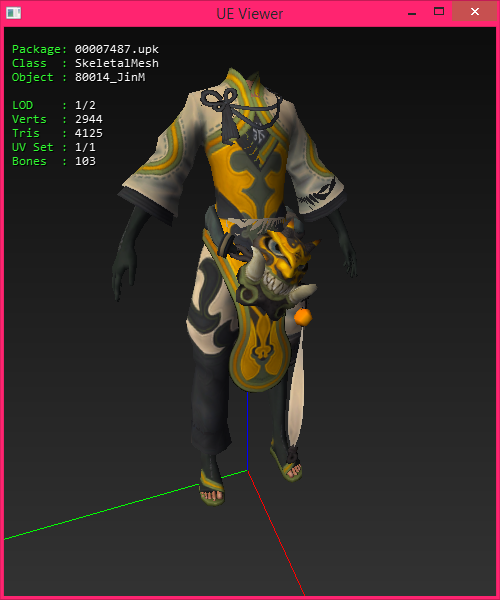 UE Viewer
Package: 00007487.upk
Class : SkeletalMesh
Object : 80014_JinM
LOD : 1/2
Verts : 2944
Tris : 4125
UV Set : 1/1
Bones : 103